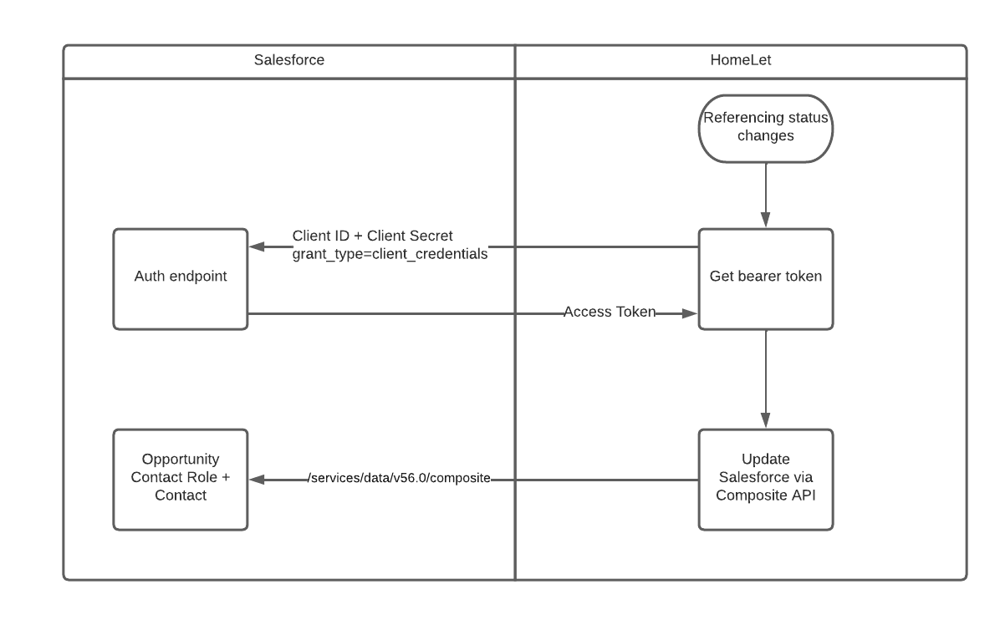 Salesforce
HomeLet
Referencing status
changes
Client ID + Client Secret
grant_type=client_credentials
Auth endpoint
Get bearer token
Access Token
Opportunity
Contact Role +
Contact
/services/data/v56.0/composite
Update
Salesforce via
Composite API